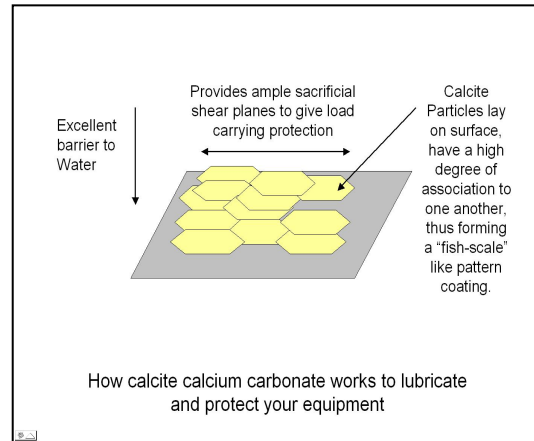 Excellent
barrier to
Water
Provides ample sacrificial
shear planes to give load
carrying protection
Calcite
Particles lay
on surface,
have a high
degree of
association to
one another,
thus forming
a “fish-scale”
like pattern
coating.
How calcite calcium carbonate works to lubricate
and protect your equipment